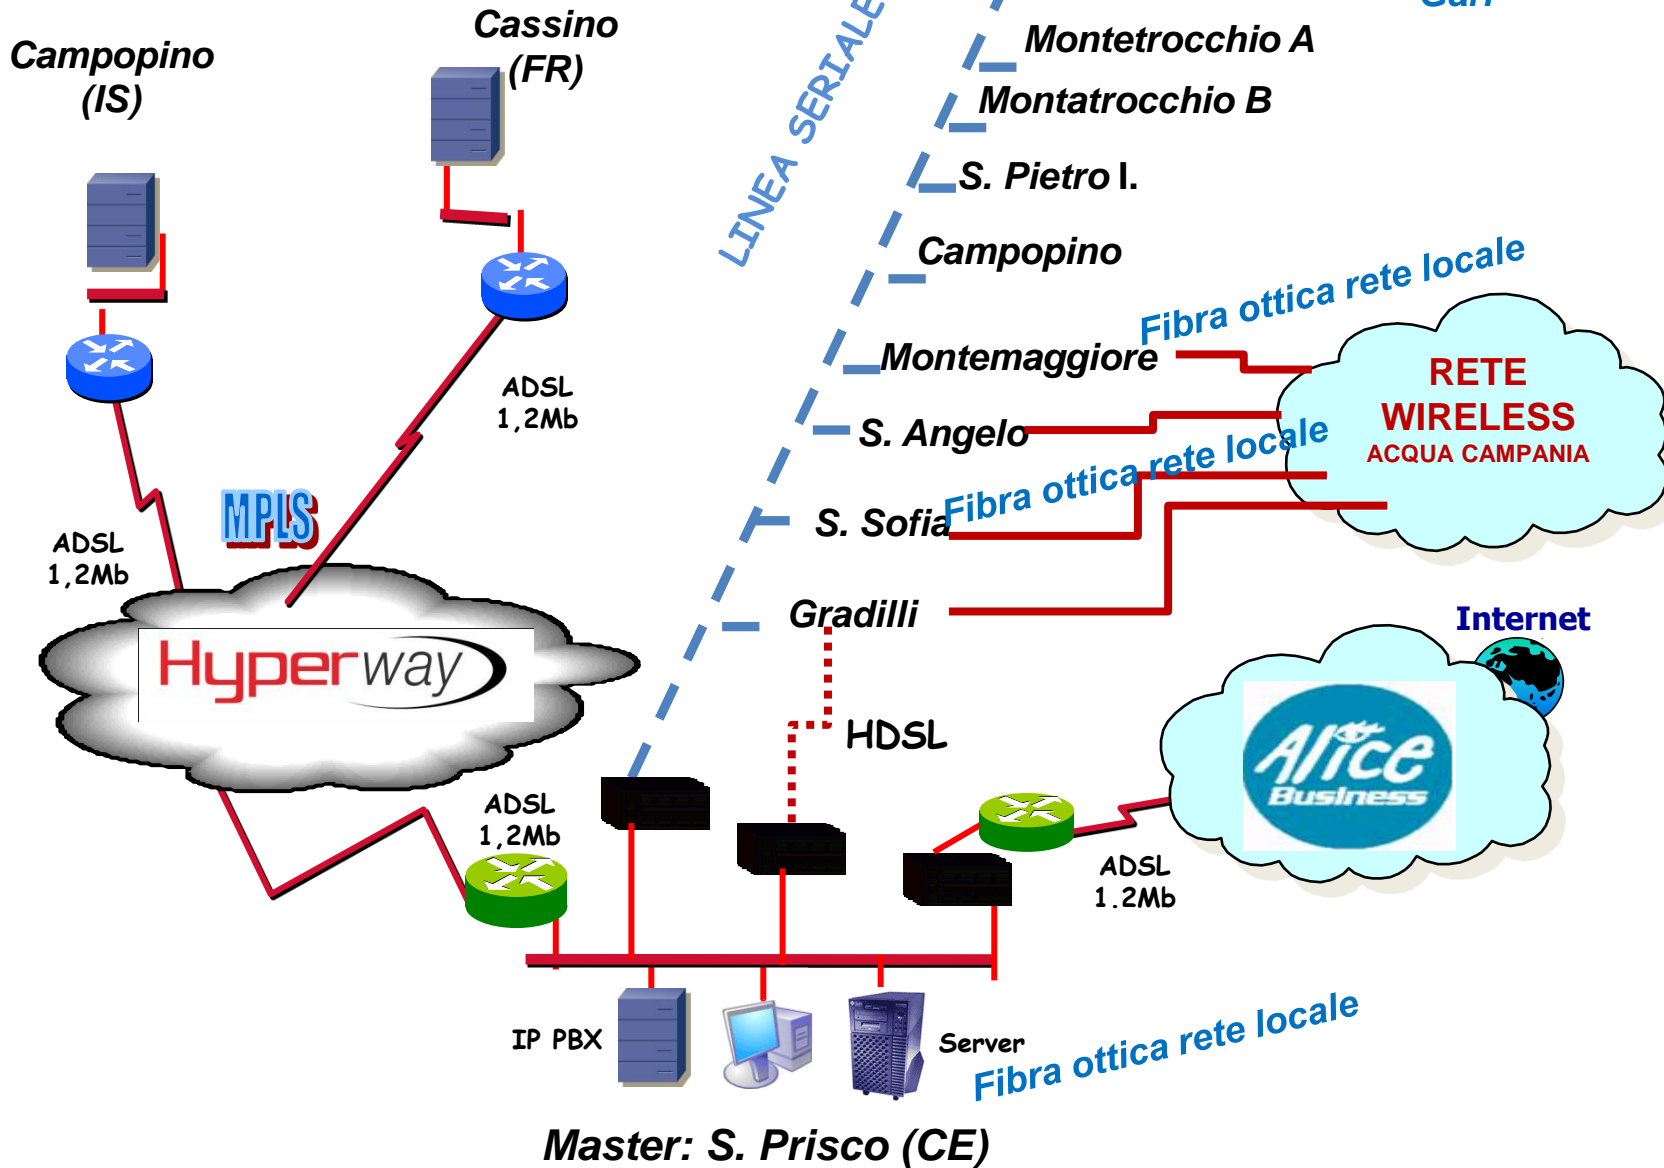 Gari
Cassino
(FR)
Campopino
(IS)
LINEA SERIALE
Montetrocchio A
Montatrocchio B
S. Pietro I.
Campopino
Fibra ottica rete locale
Montemaggiore
RETE
WIRELESS
ACQUA CAMPANIA
ADSL
1,2Mb
S. Angelo
Fibra ottica rete locale
MPLS
S. Sofia
ADSL
1,2Mb
Gradilli
Internet
Hyperway
HDSL
Alice
Business
ADSL
1,2Mb
ADSL
1.2Mb
IP PBX
Server
Fibra ottica rete locale
Master: S. Prisco (CE)